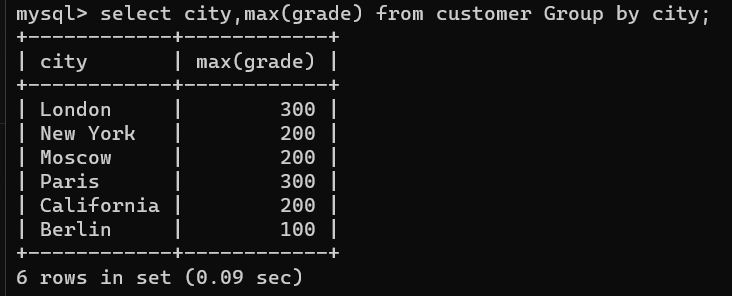 mysql> select city,max(grade) from customer Group by city;
+------------+------------+
| city       | max(grade) |
+------------+------------+
| London     |        300 |
| New York   |        200 |
| Moscow     |        200 |
| Paris      |        300 |
| California |        200 |
| Berlin     |        100 |
+------------+------------+
6 rows in set (0.09 sec)